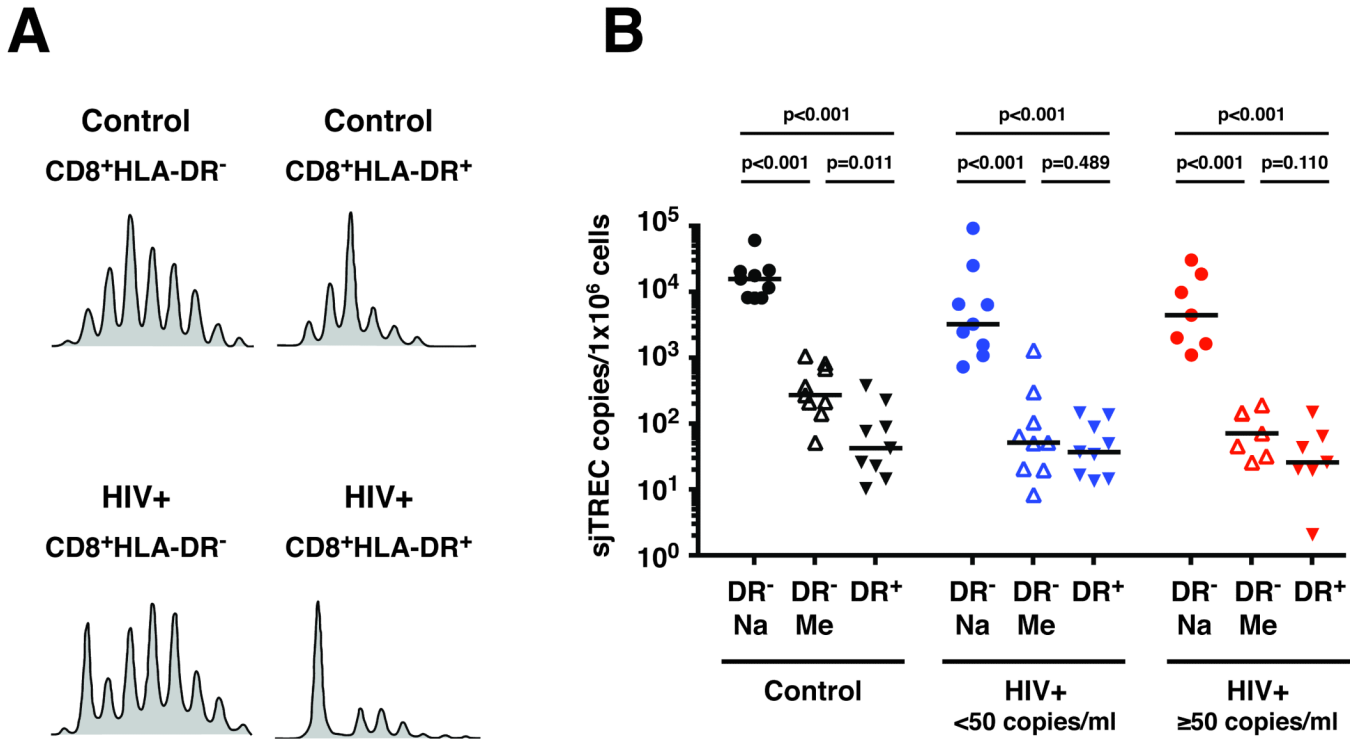 A
B
Control
Control
CD8⁺HLA-DR⁻
CD8⁺HLA-DR⁺
HIV+
HIV+
CD8⁺HLA-DR⁻
CD8⁺HLA-DR⁺
p<0.001
p<0.001
p<0.001
p<0.001
p=0.011
p<0.001
p=0.489
p<0.001
p=0.110
sjTREC copies/1x10⁶ cells
10⁵
10⁴
10³
10²
10¹
10⁰
DR⁻
DR⁻
DR⁺
DR⁻
DR⁻
DR⁺
DR⁻
DR⁻
DR⁺
Na
Me
Na
Me
Na
Me
Control
HIV+
HIV+
<50 copies/ml
≥50 copies/ml